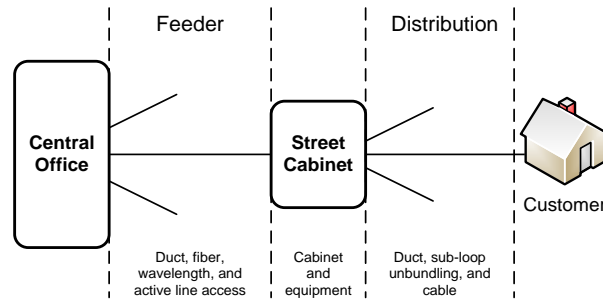 Feeder
Distribution
Central
Office
Street
Cabinet
Customer
Duct, fiber,
wavelength, and
active line access
Cabinet
and
equipment
Duct, sub-loop
unbundling, and
cable